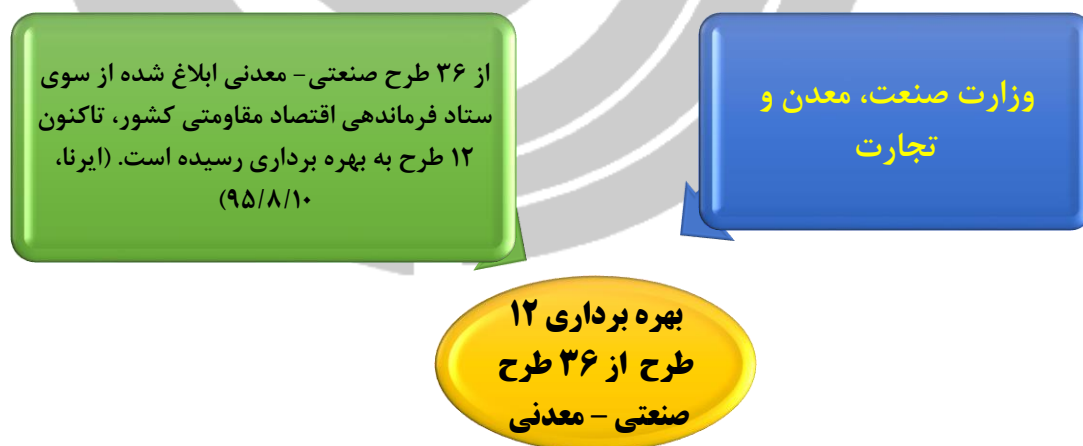 وزارت صنعت، معدن و
تجارت
از ۳۶ طرح صنعتی- معدنی ابلاغ شده از سوی
ستاد فرماندهی اقتصاد مقاومتی کشور، تاکنون
۱۲ طرح به بهره برداری رسیده است. (ایرنا،
۹۵/۸/۱۰)
بهره برداری ۱۲
طرح از ۳۶ طرح
صنعتی – معدنی